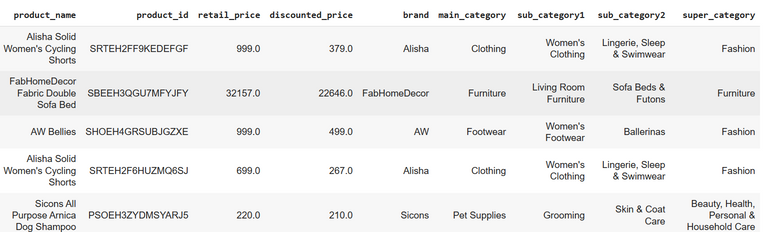 product_name product_id retail_price discounted_price brand main_category sub_category1 sub_category2 super_category
Alisha Solid Women's Cycling Shorts SRTEH2FF9KEDEFGF 999.0 379.0 Alisha Clothing Women's Clothing Lingerie, Sleep & Swimwear Fashion
FabHomeDecor Fabric Double Sofa Bed SBEEH3QGU7MFYJFY 32157.0 22646.0 FabHomeDecor Furniture Living Room Furniture Sofa Beds & Futons Furniture
AW Bellies SHOEH4GRSUBJGZXE 999.0 499.0 AW Footwear Women's Footwear Ballerinas Fashion
Alisha Solid Women's Cycling Shorts SRTEH2F6HUZMQ6SJ 699.0 267.0 Alisha Clothing Women's Clothing Lingerie, Sleep & Swimwear Fashion
Sicons All Purpose Arnica Dog Shampoo PSOEH3ZYDMSYARJ5 220.0 210.0 Sicons Pet Supplies Grooming Skin & Coat Care Beauty, Health, Personal & Household Care